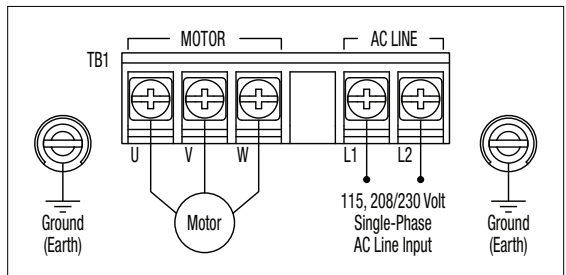 MOTOR
AC LINE
TB1
U
V
W
L1
L2
115, 208/230 Volt
Single-Phase
AC Line Input
Ground
(Earth)
Motor
Ground
(Earth)